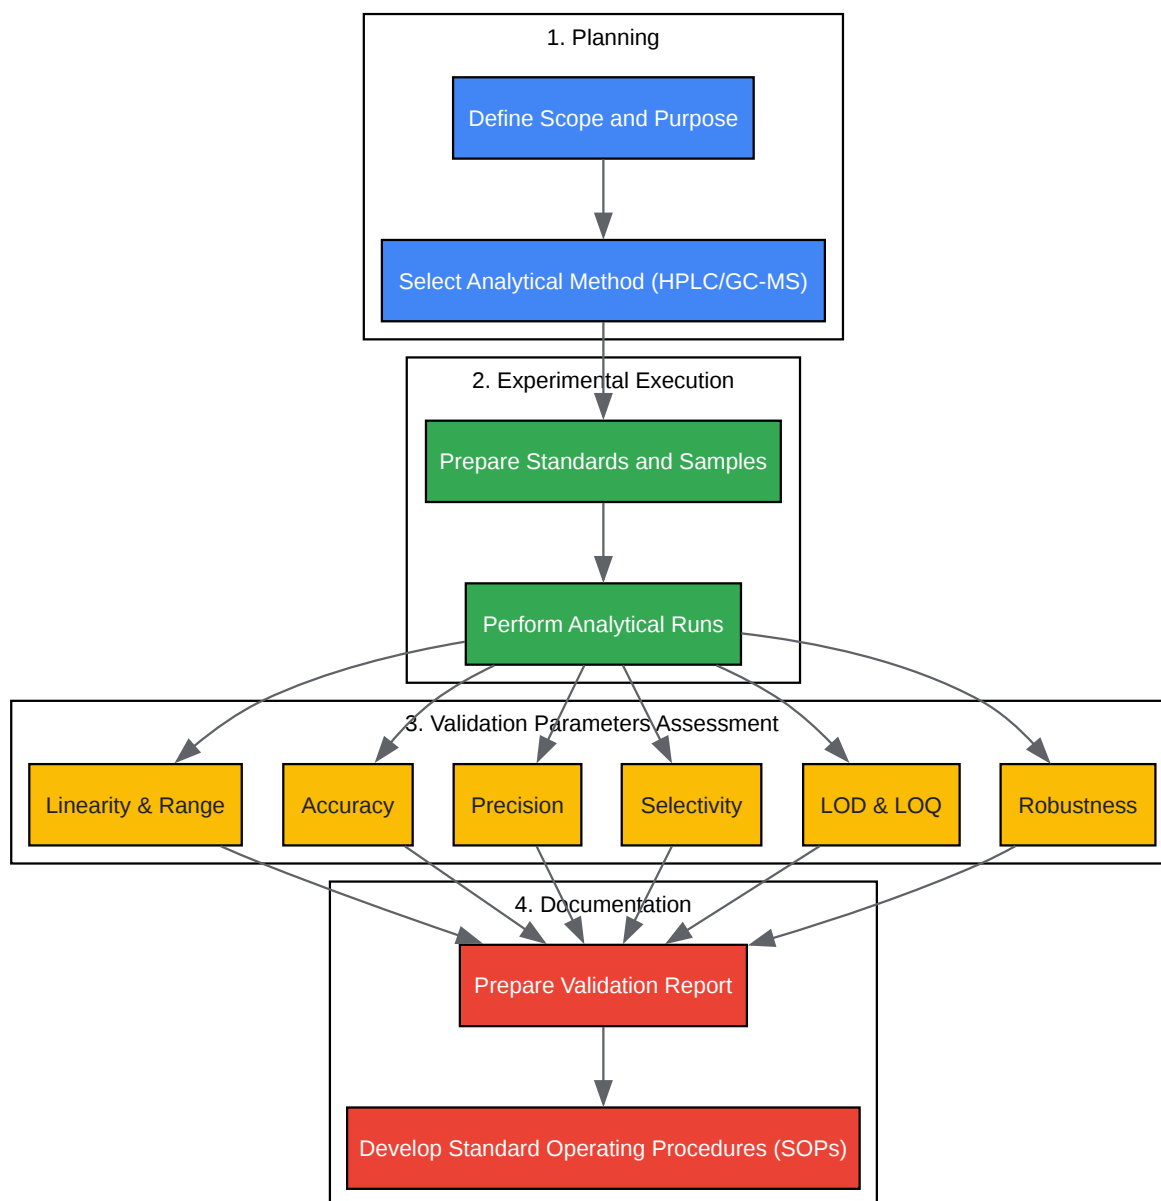 1. Planning
Define Scope and Purpose
Select Analytical Method (HPLC/GC-MS)
2. Experimental Execution
Prepare Standards and Samples
Perform Analytical Runs
3. Validation Parameters Assessment
Linearity & Range
Accuracy
Precision
Selectivity
LOD & LOQ
Robustness
4. Documentation
Prepare Validation Report
Develop Standard Operating Procedures (SOPs)